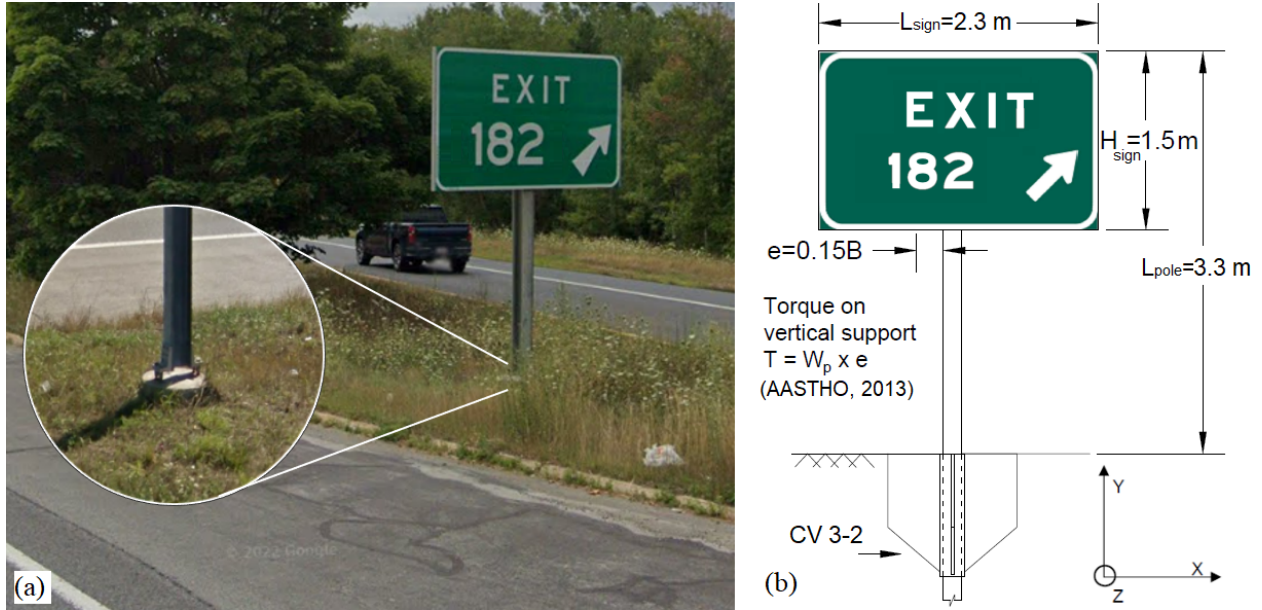 EXIT
182
© 2022 Google
(a)
Lsign=2.3 m
EXIT
182
Hsign=1.5m
e=0.15B
Lpole=3.3 m
Torque on
vertical support
T = Wp x e
(AASTHO, 2013)
CV 3-2
Y
X
Z
(b)